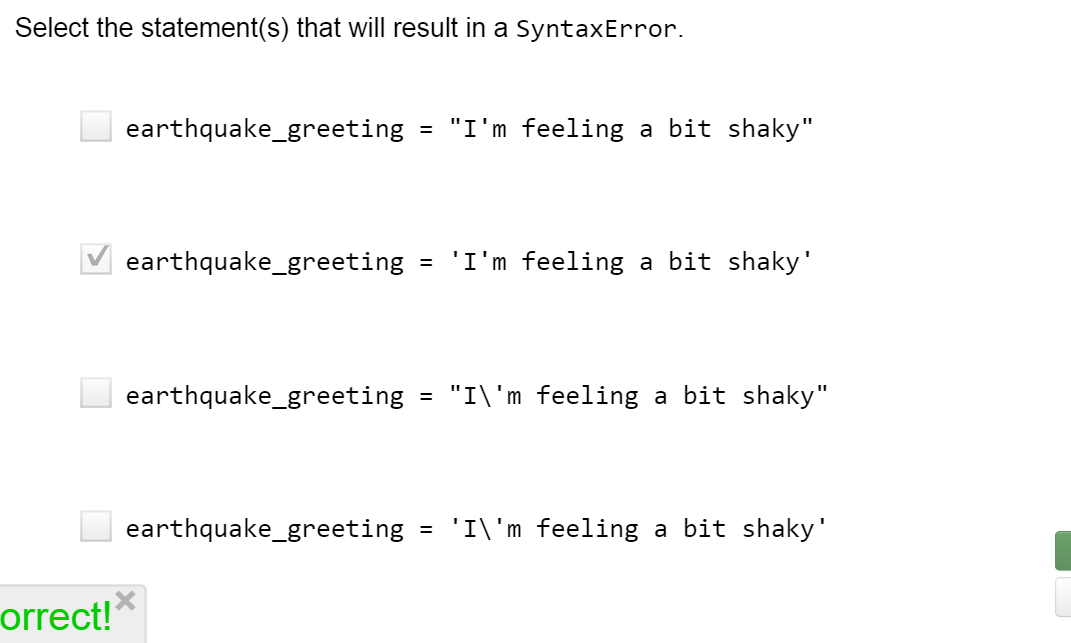 Select the statement(s) that will result in a SyntaxError.
earthquake_greeting = "I'm feeling a bit shaky"
earthquake_greeting = 'I'm feeling a bit shaky'
earthquake_greeting = "I\'m feeling a bit shaky"
earthquake_greeting = 'I\'m feeling a bit shaky'
orrect!